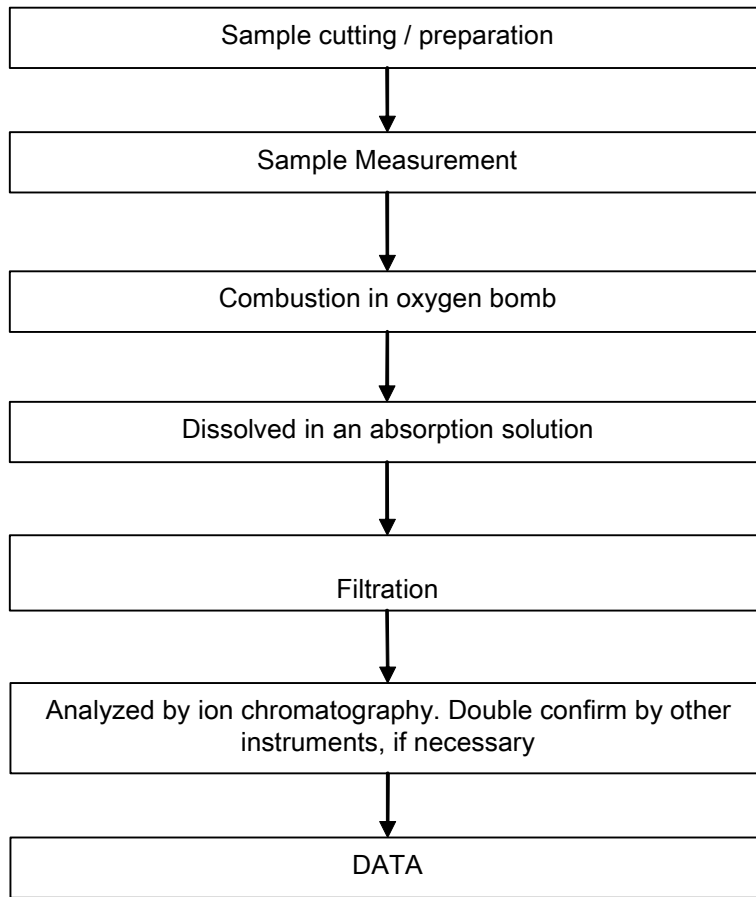 Sample cutting / preparation
Sample Measurement
Combustion in oxygen bomb
Dissolved in an absorption solution
Filtration
Analyzed by ion chromatography. Double confirm by other
instruments, if necessary
DATA